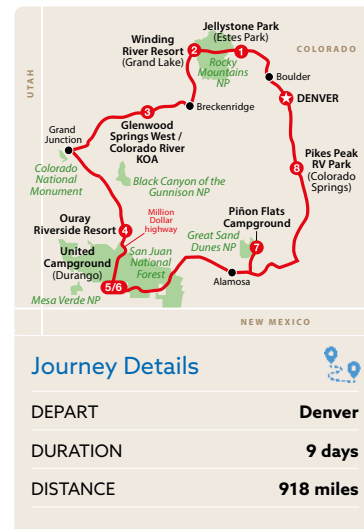 Jellystone Park
(Estes Park)
Winding
River Resort
(Grand Lake)
2
1
COLORADO
Rocky
Mountains
NP
UTAH
Boulder
DENVER
Breckenridge
3
Glenwood
Springs West /
Colorado River
KOA
Grand
Junction
Colorado
National
Monument
Black Canyon of the
Gunnison NP
8
Pikes Peak
RV Park
(Colorado
Springs)
Ouray
Riverside Resort
4
Million
Dollar
highway
Piñon Flats
Campground
7
Great Sand
Dunes NP
United
Campground
(Durango)
San Juan
National
Forest
5/6
Alamosa
Mesa Verde NP
NEW MEXICO
Journey Details
DEPART Denver
DURATION 9 days
DISTANCE 918 miles